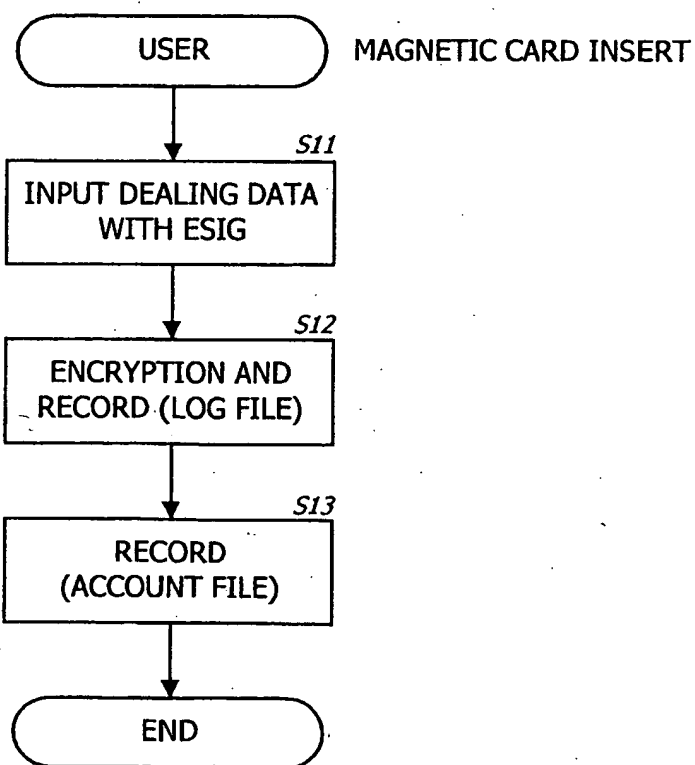 USER MAGNETIC CARD INSERT
S11
INPUT DEALING DATA
WITH ESIG
S12
ENCRYPTION AND
RECORD (LOG FILE)
S13
RECORD
(ACCOUNT FILE)
END